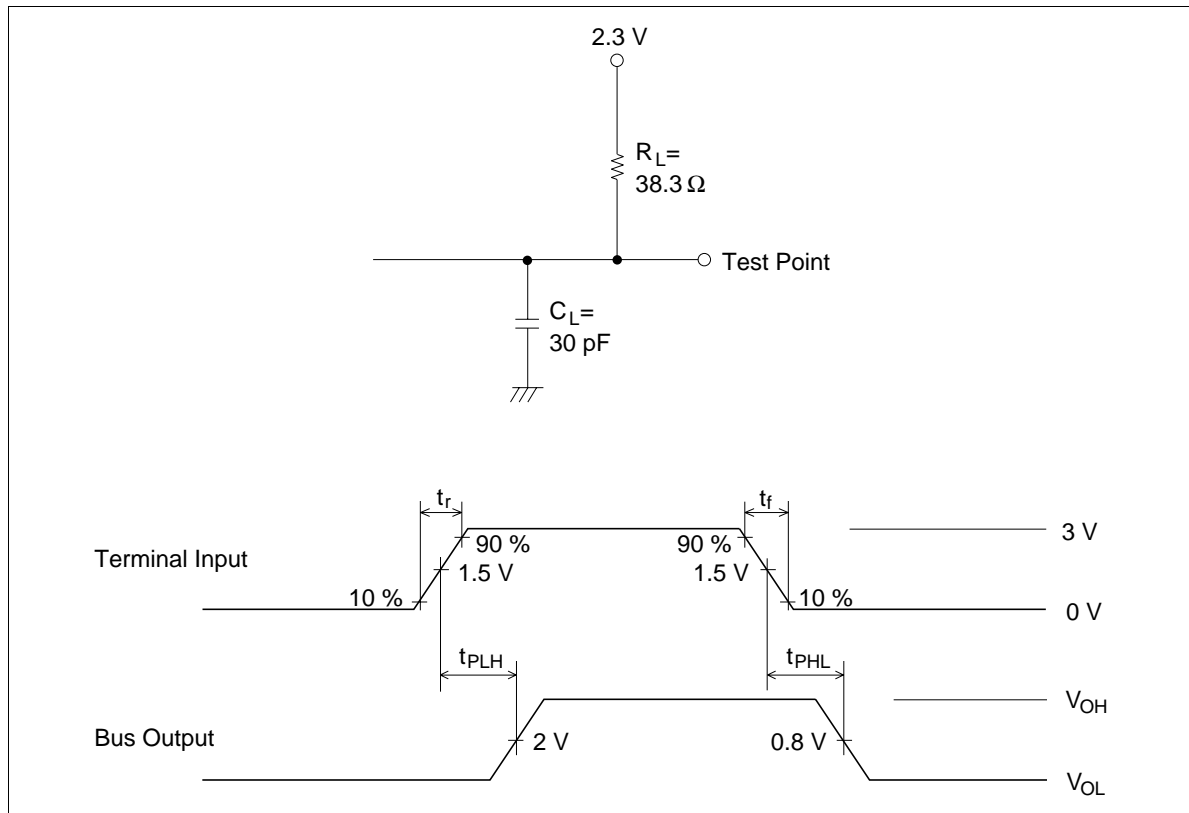 2.3 V
R_L=
38.3 Ω
Test Point
C_L=
30 pF
t_r
t_f
3 V
90 %
90 %
Terminal Input
1.5 V
1.5 V
10 %
10 %
0 V
t_PLH
t_PHL
V_OH
Bus Output
2 V
0.8 V
V_OL